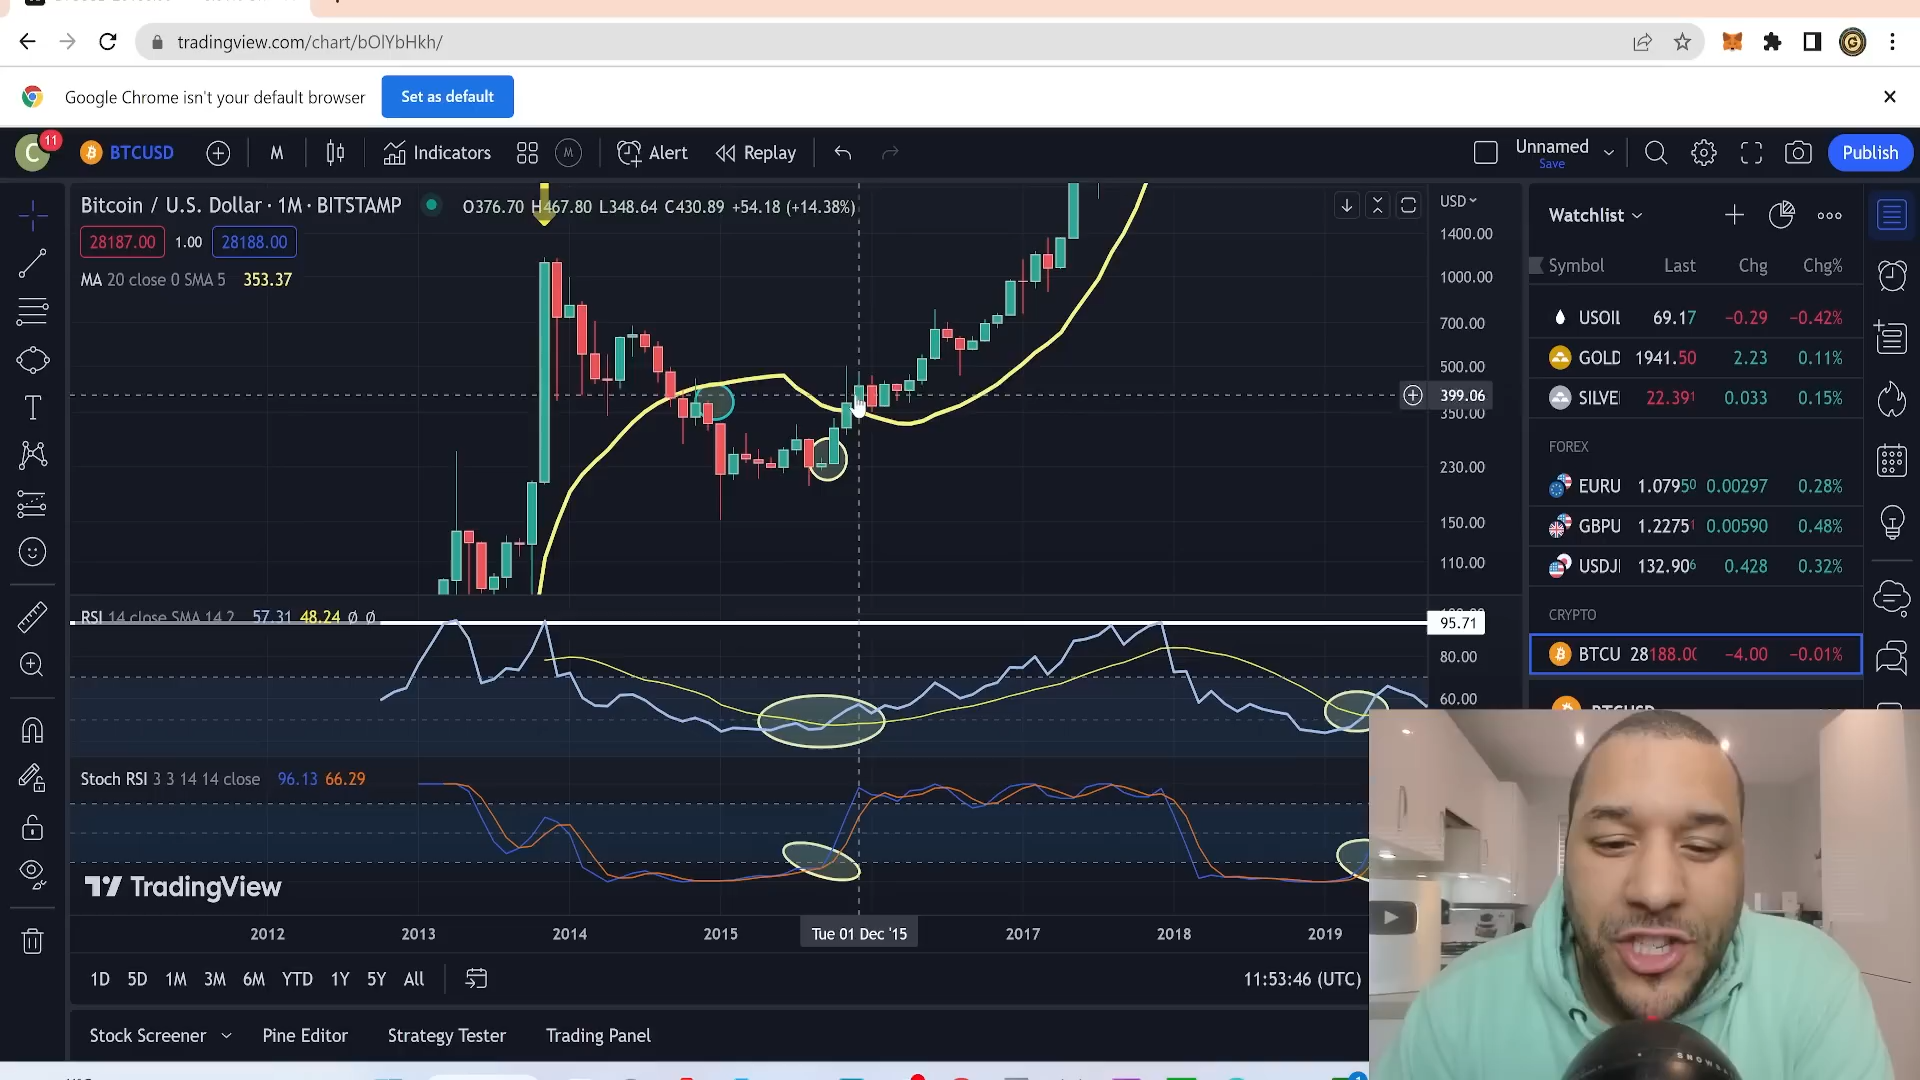 tradingview.com/chart/bOlYbHkh/
Google Chrome isn't your default browser
Set as default
C
11
BTCUSD
M
Indicators
M
Alert
Replay
Unnamed
Save
Publish
Bitcoin / U.S. Dollar · 1M · BITSTAMP
O376.70 H467.80 L348.64 C430.89 +54.18 (+14.38%)
28187.00 1.00 28188.00
MA 20 close 0 SMA 5 353.37
USD
1400.00
1000.00
700.00
500.00
399.06
350.00
230.00
150.00
110.00
RSI 14 close SMA 14 2 57.31 48.24 Ø Ø
95.71
80.00
60.00
Stoch RSI 3 3 14 14 close 96.13 66.29
TradingView
2012 2013 2014 2015 Tue 01 Dec '15 2017 2018 2019
1D 5D 1M 3M 6M YTD 1Y 5Y All
11:53:46 (UTC)
Stock Screener Pine Editor Strategy Tester Trading Panel
Watchlist
Symbol Last Chg Chg%
USOIL 69.17 −0.29 −0.42%
GOLD 1941.50 2.23 0.11%
SILVE 22.391 0.033 0.15%
FOREX
EURU 1.07950 0.00297 0.28%
GBPU 1.22751 0.00590 0.48%
USDJ 132.906 0.428 0.32%
CRYPTO
BTCU 28188.00 −4.00 −0.01%
BTCUSD